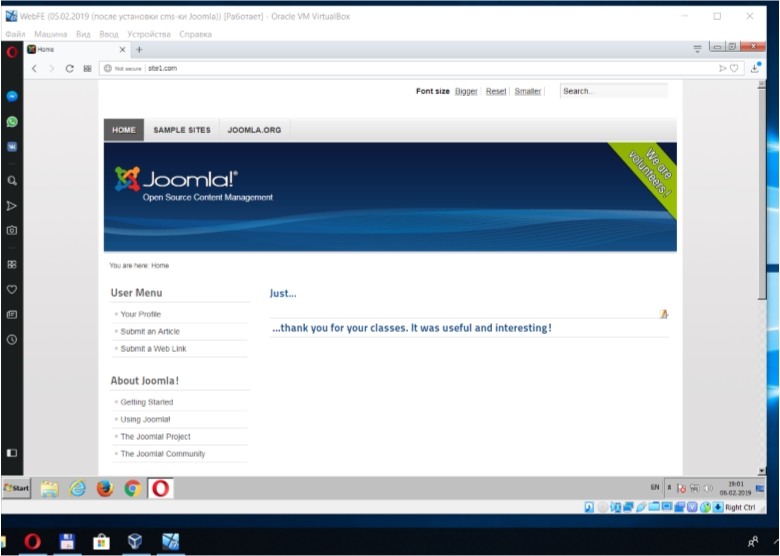 WebFE (05.02.2019 (после установки cms-ки Joomla)) [Работает] - Oracle VM VirtualBox
Файл Машина Вид Ввод Устройства Справка
Home
Not secure site1.com
Font size Bigger Reset Smaller Search...
HOME SAMPLE SITES JOOMLA.ORG
We are volunteers!
Joomla!®
Open Source Content Management
You are here: Home
User Menu
Just...
Your Profile
...thank you for your classes. It was useful and interesting!
Submit an Article
Submit a Web Link
About Joomla!
Getting Started
Using Joomla!
The Joomla! Project
The Joomla! Community
Start
EN
19:01
06.02.2019
Right Ctrl